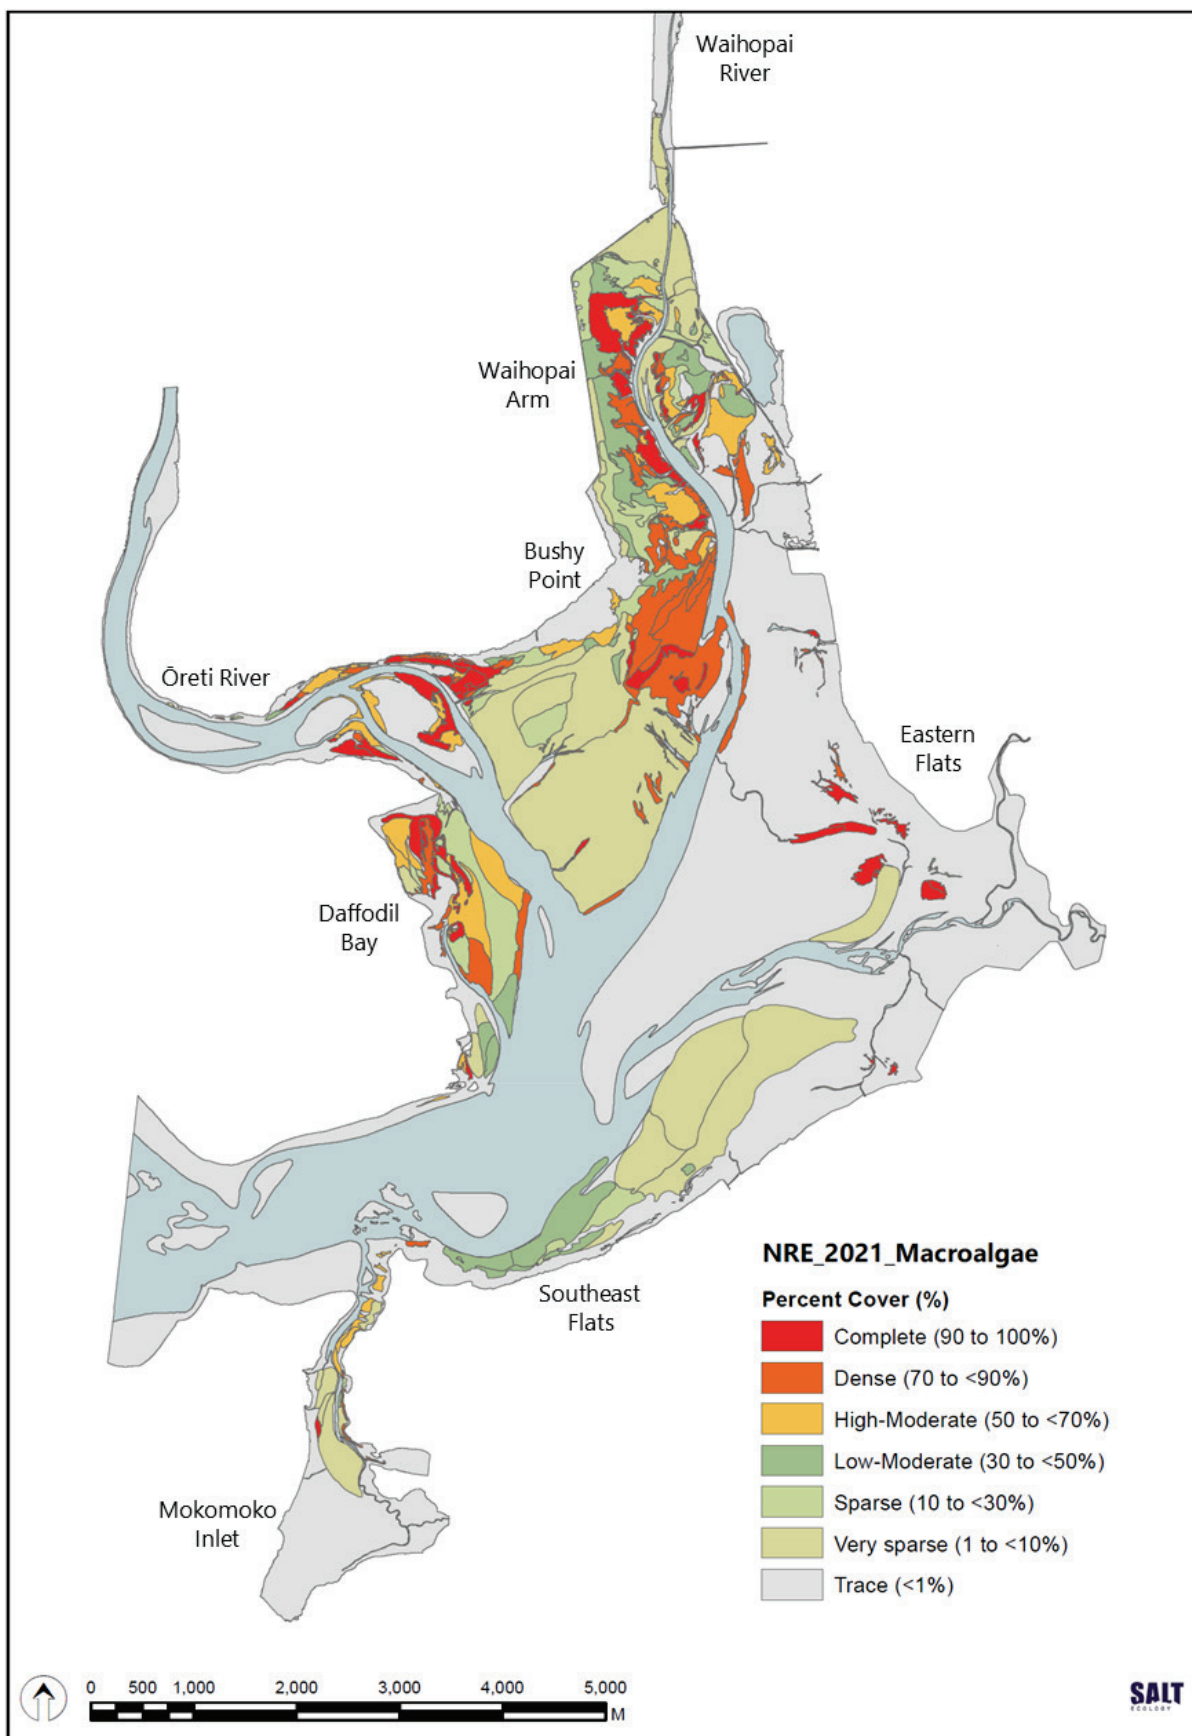 Waihopai
River
Waihopai
Arm
Bushy
Point
Ōreti River
Eastern
Flats
Daffodil
Bay
Southeast
Flats
Mokomoko
Inlet
NRE_2021_Macroalgae
Percent Cover (%)
Complete (90 to 100%)
Dense (70 to <90%)
High-Moderate (50 to <70%)
Low-Moderate (30 to <50%)
Sparse (10 to <30%)
Very sparse (1 to <10%)
Trace (<1%)
0 500 1,000 2,000 3,000 4,000 5,000
M
SALT
ECOLOGY